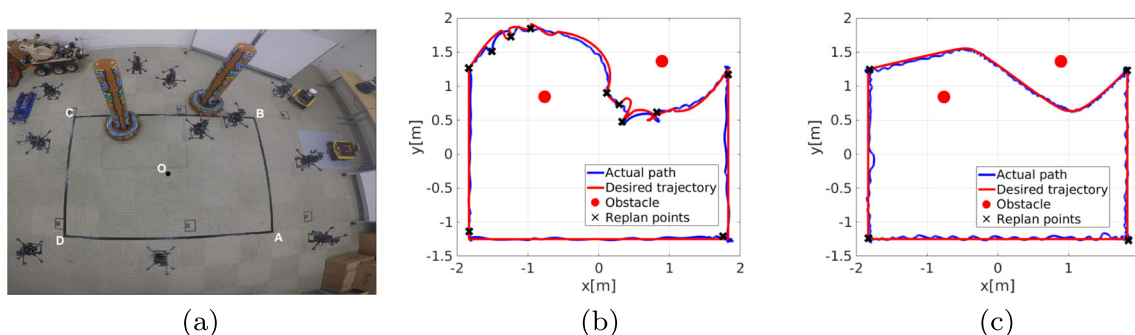 C
B
O
D
A
(a)
y[m]
2
1.5
1
0.5
0
-0.5
-1
-1.5
Actual path
Desired trajectory
Obstacle
Replan points
-2
-1
0
1
2
x[m]
(b)
y[m]
2
1.5
1
0.5
0
-0.5
-1
-1.5
Actual path
Desired trajectory
Obstacle
Replan points
-2
-1
0
1
2
x[m]
(c)